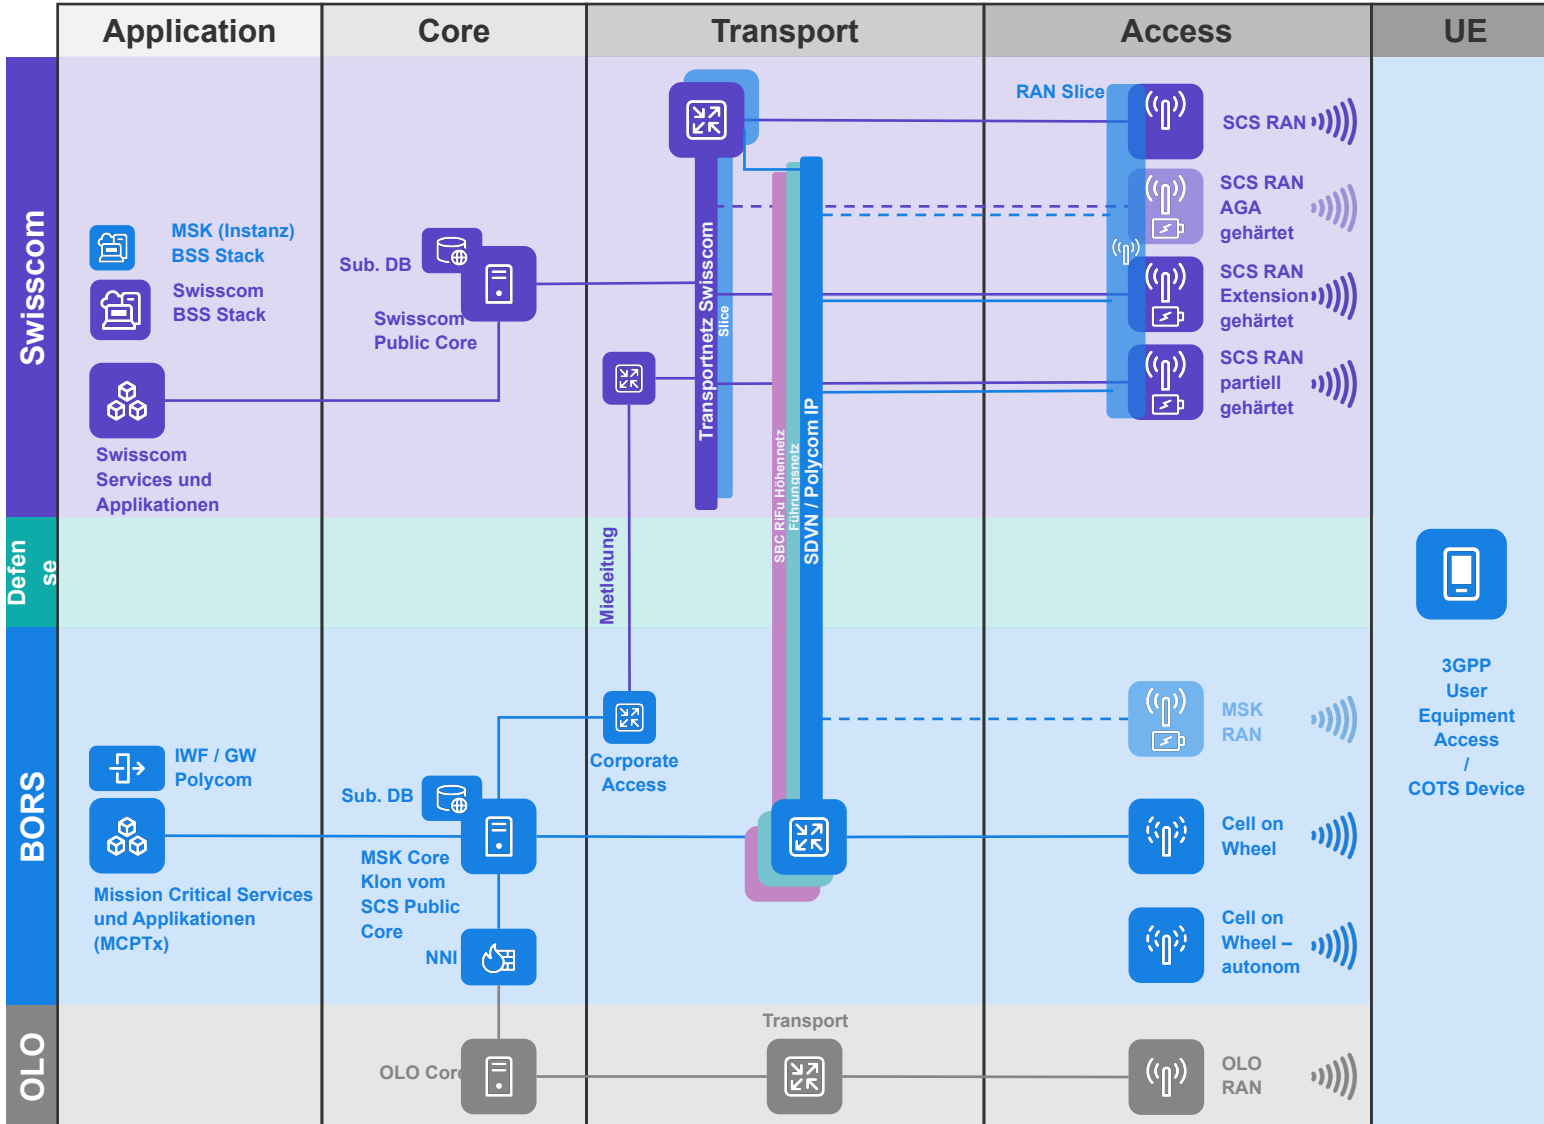 Application
Core
Transport
Access
UE
Swisscom
MSK (Instanz)
BSS Stack
Swisscom
BSS Stack
Swisscom
Services und
Applikationen
Sub. DB
Swisscom
Public Core
Transportnetz Swisscom
Slice
SBC RiFu Höhennetz
Führungsnetz
SDVN / Polycom IP
Mietleitung
RAN Slice
SCS RAN
SCS RAN
AGA
gehärtet
SCS RAN
Extension
gehärtet
SCS RAN
partiell
gehärtet
Defen
se
BORS
IWF / GW
Polycom
Mission Critical Services
und Applikationen
(MCPTx)
Sub. DB
MSK Core
Klon vom
SCS Public
Core
NNI
Corporate
Access
MSK
RAN
Cell on
Wheel
Cell on
Wheel –
autonom
3GPP
User
Equipment
Access
/
COTS Device
OLO
OLO Core
Transport
OLO
RAN